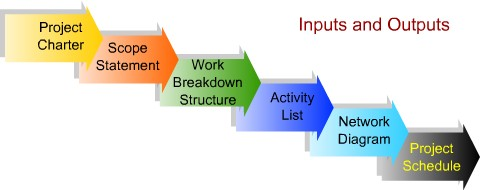 Inputs and Outputs
Project
Charter
Scope
Statement
Work
Breakdown
Structure
Activity
List
Network
Diagram
Project
Schedule